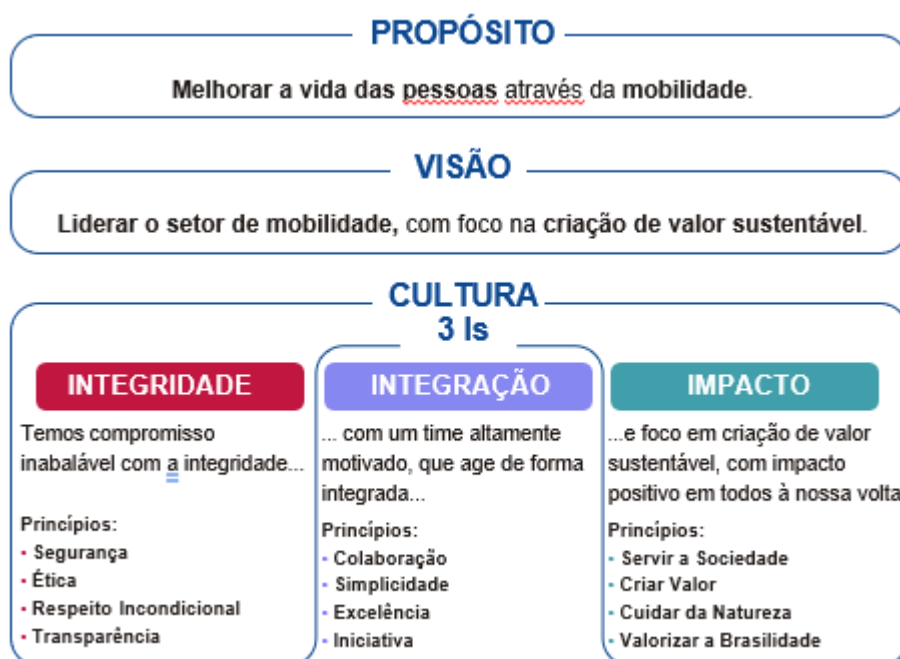 PROPÓSITO
Melhorar a vida das pessoas através da mobilidade.
VISÃO
Liderar o setor de mobilidade, com foco na criação de valor sustentável.
CULTURA
3 Is
INTEGRIDADE
Temos compromisso
inabalável com a integridade...
Princípios:
• Segurança
• Ética
• Respeito Incondicional
• Transparência
INTEGRAÇÃO
... com um time altamente
motivado, que age de forma
integrada...
Princípios:
• Colaboração
• Simplicidade
• Excelência
• Iniciativa
IMPACTO
...e foco em criação de valor
sustentável, com impacto
positivo em todos à nossa volta
Princípios:
• Servir a Sociedade
• Criar Valor
• Cuidar da Natureza
• Valorizar a Brasilidade